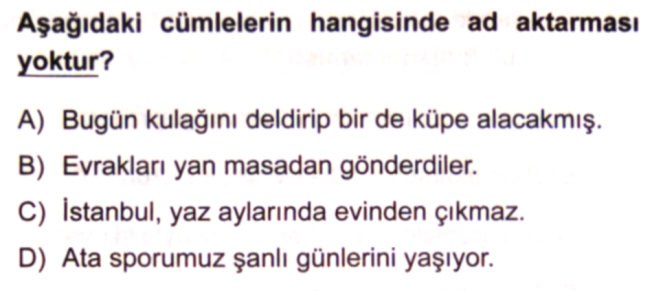 Aşağıdaki cümlelerin hangisinde ad aktarması
yoktur?
A) Bugün kulağını deldirip bir de küpe alacakmış.
B) Evrakları yan masadan gönderdiler.
C) İstanbul, yaz aylarında evinden çıkmaz.
D) Ata sporumuz şanlı günlerini yaşıyor.